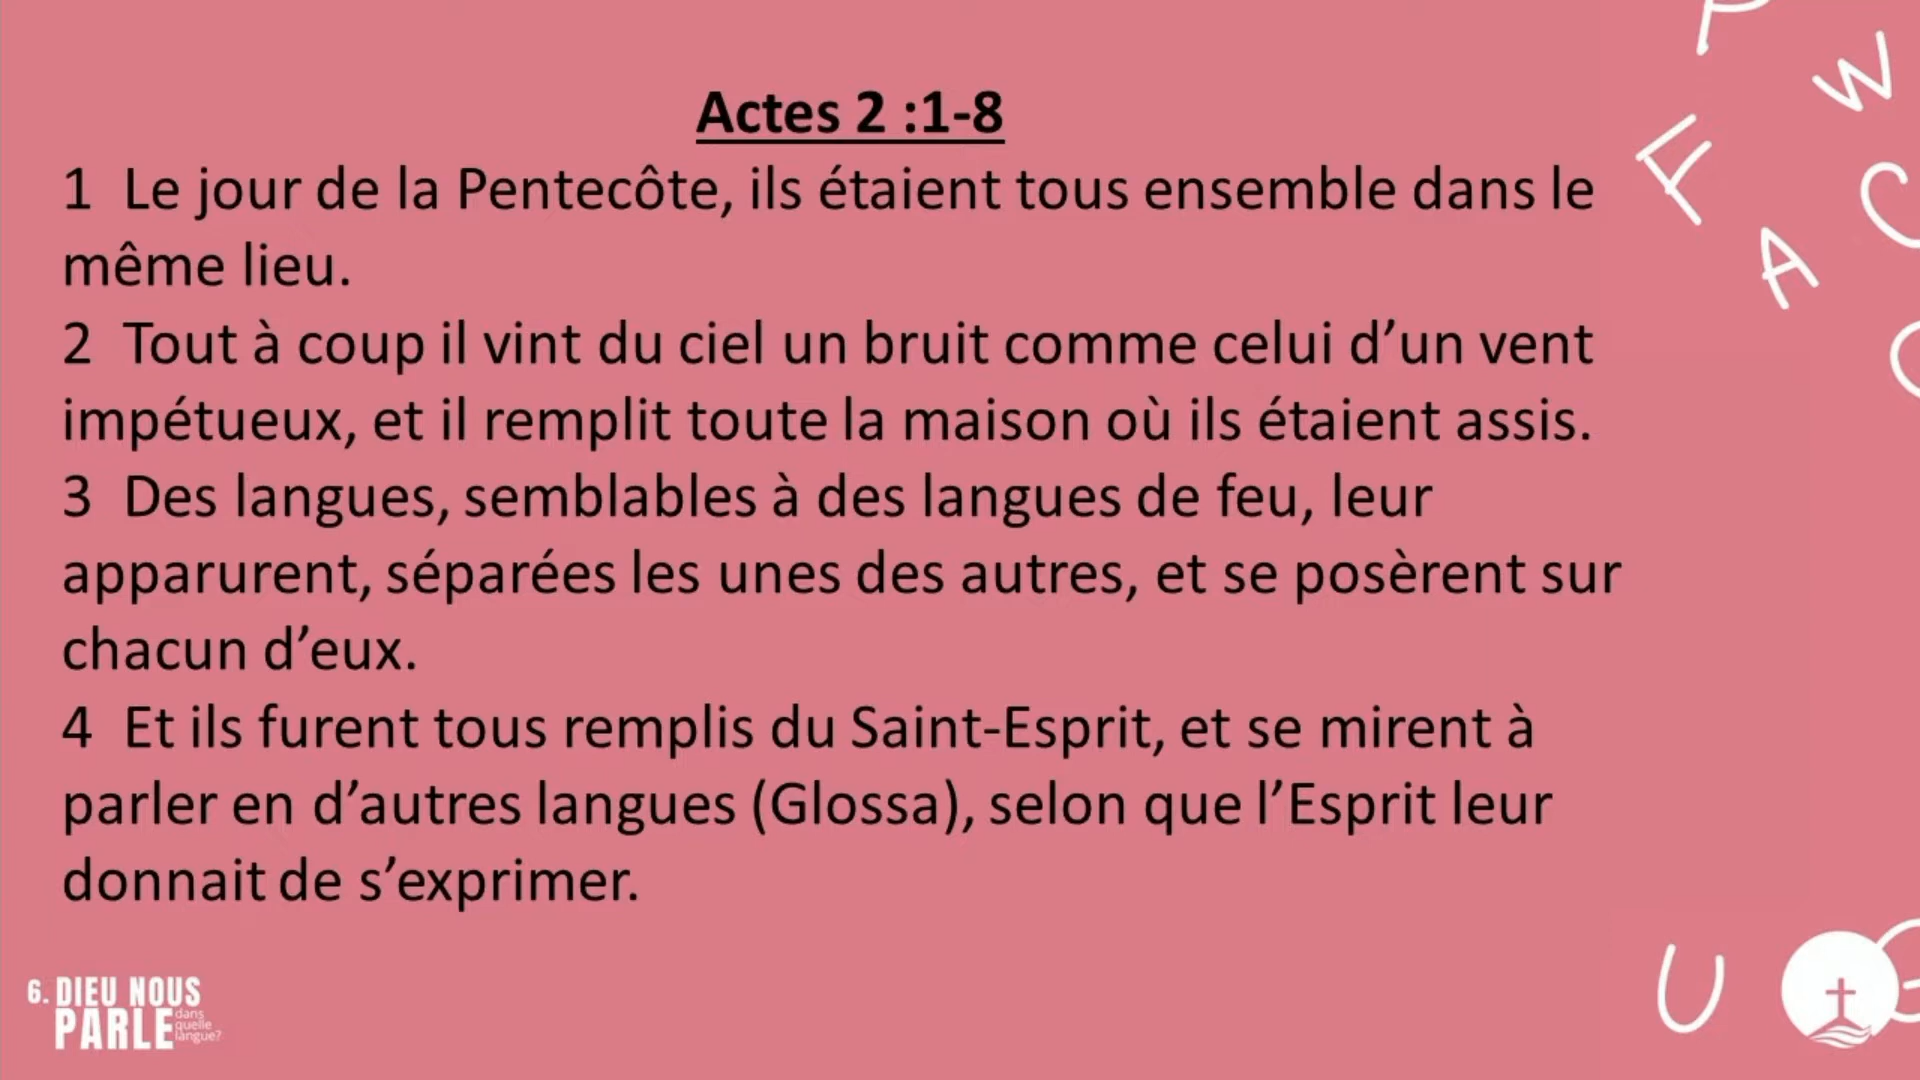 Actes 2 :1-8
1 Le jour de la Pentecôte, ils étaient tous ensemble dans le
même lieu.
2 Tout à coup il vint du ciel un bruit comme celui d’un vent
impétueux, et il remplit toute la maison où ils étaient assis.
3 Des langues, semblables à des langues de feu, leur
apparurent, séparées les unes des autres, et se posèrent sur
chacun d’eux.
4 Et ils furent tous remplis du Saint-Esprit, et se mirent à
parler en d’autres langues (Glossa), selon que l’Esprit leur
donnait de s’exprimer.
6. DIEU NOUS
PARLE
dans
quelle
langue?
P
W
F
C
A
U
G